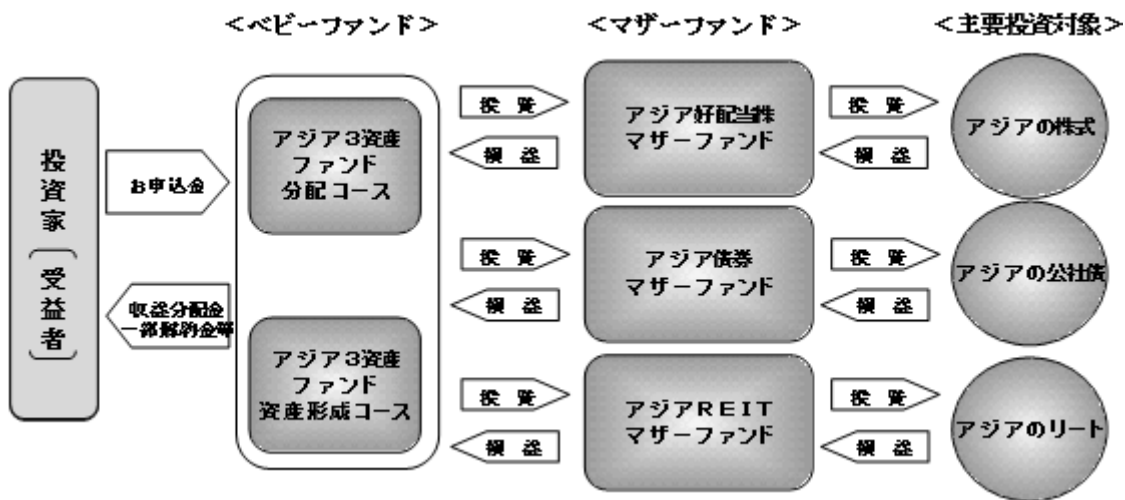 <ベビーファンド>
<マザーファンド>
<主要投資対象>
投資家
(受益者)
お申込金
収益分配金
一部解約金等
アジア3資産
ファンド
分配コース
アジア3資産
ファンド
資産形成コース
投資
損益
アジア好配当株
マザーファンド
投資
損益
アジアの株式
投資
損益
アジア債券
マザーファンド
投資
損益
アジアの公社債
投資
損益
アジアREIT
マザーファンド
投資
損益
アジアのリート